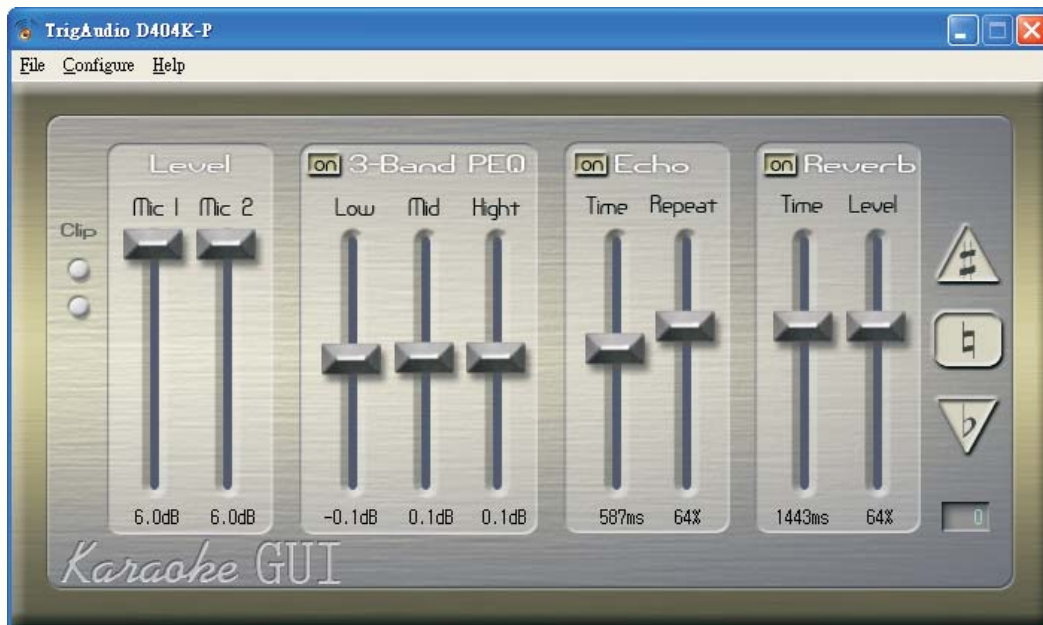 TrigAudio D404K-P
File Configure Help
Level
Mic 1 Mic 2
Clip
6.0dB 6.0dB
on 3-Band PEQ
Low Mid Hight
-0.1dB 0.1dB 0.1dB
on Echo
Time Repeat
587ms 64%
on Reverb
Time Level
1443ms 64%
♯
♮
♭
0
Karaoke GUI